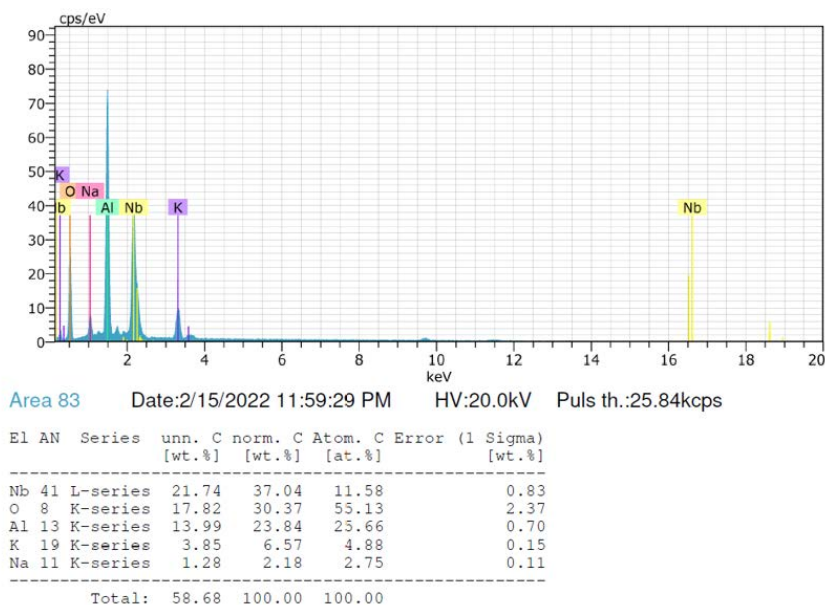 cps/eV
90
80
70
60
50
40
30
20
10
0
K
O Na
b Al Nb K Nb
2 4 6 8 10 12 14 16 18 20
keV
Area 83 Date:2/15/2022 11:59:29 PM HV:20.0kV Puls th.:25.84kcps
El AN Series unn. C norm. C Atom. C Error (1 Sigma)
[wt.%] [wt.%] [at.%] [wt.%]
Nb 41 L-series 21.74 37.04 11.58 0.83
O 8 K-series 17.82 30.37 55.13 2.37
Al 13 K-series 13.99 23.84 25.66 0.70
K 19 K-series 3.85 6.57 4.88 0.15
Na 11 K-series 1.28 2.18 2.75 0.11
Total: 58.68 100.00 100.00